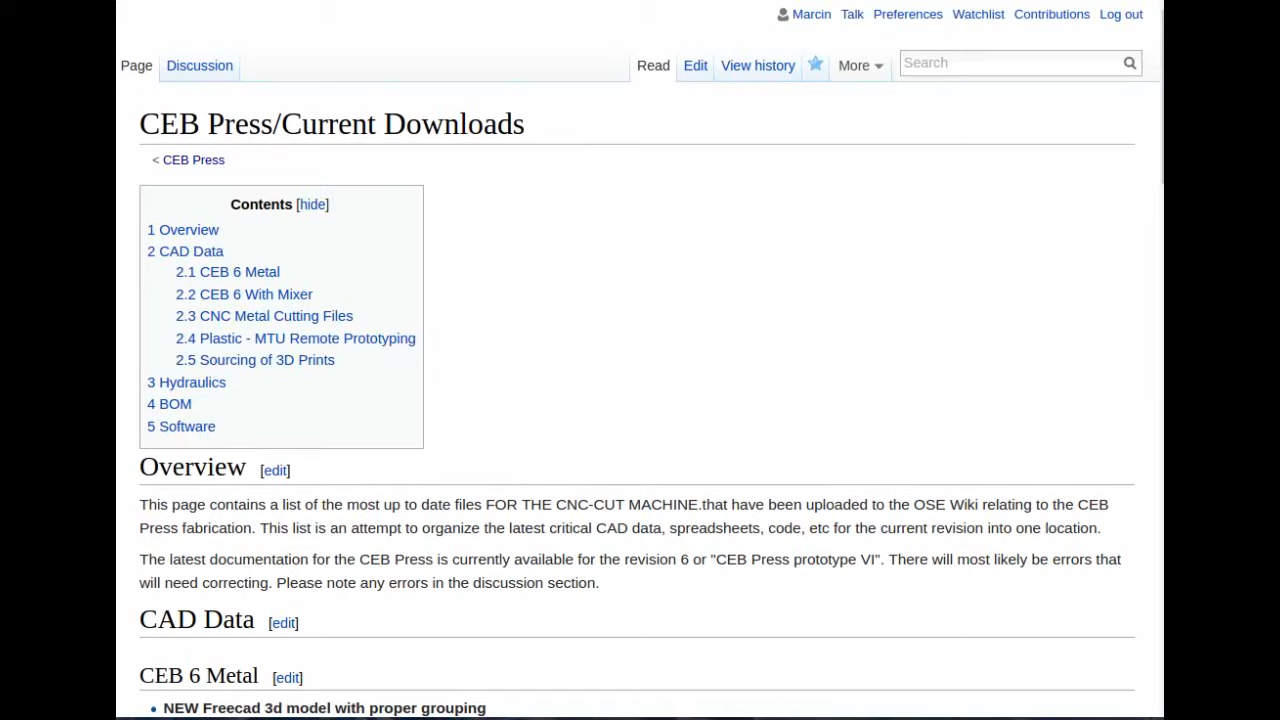 Marcin Talk Preferences Watchlist Contributions Log out
Page Discussion Read Edit View history More Search
CEB Press/Current Downloads
< CEB Press
Contents [hide]
1 Overview
2 CAD Data
2.1 CEB 6 Metal
2.2 CEB 6 With Mixer
2.3 CNC Metal Cutting Files
2.4 Plastic - MTU Remote Prototyping
2.5 Sourcing of 3D Prints
3 Hydraulics
4 BOM
5 Software
Overview [edit]
This page contains a list of the most up to date files FOR THE CNC-CUT MACHINE.that have been uploaded to the OSE Wiki relating to the CEB
Press fabrication. This list is an attempt to organize the latest critical CAD data, spreadsheets, code, etc for the current revision into one location.
The latest documentation for the CEB Press is currently available for the revision 6 or "CEB Press prototype VI". There will most likely be errors that
will need correcting. Please note any errors in the discussion section.
CAD Data [edit]
CEB 6 Metal [edit]
• NEW Freecad 3d model with proper grouping